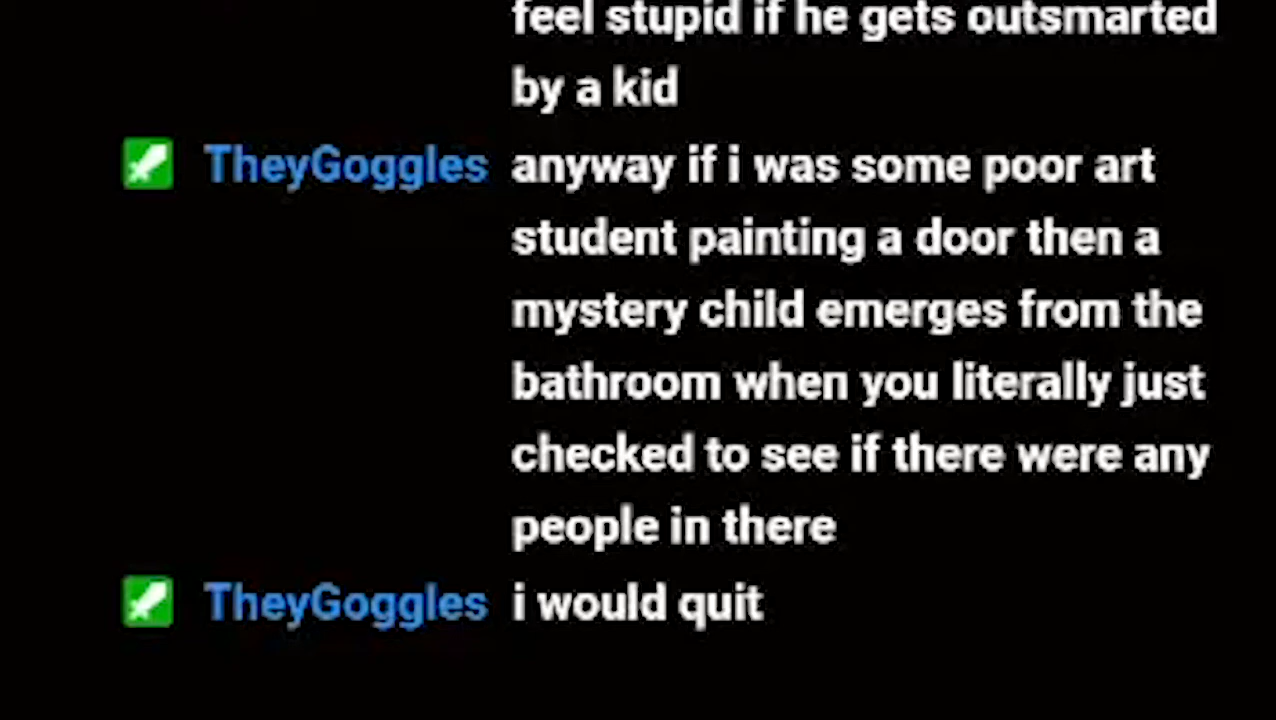 feel stupid if he gets outsmarted
by a kid
TheyGoggles anyway if i was some poor art
student painting a door then a
mystery child emerges from the
bathroom when you literally just
checked to see if there were any
people in there
TheyGoggles i would quit